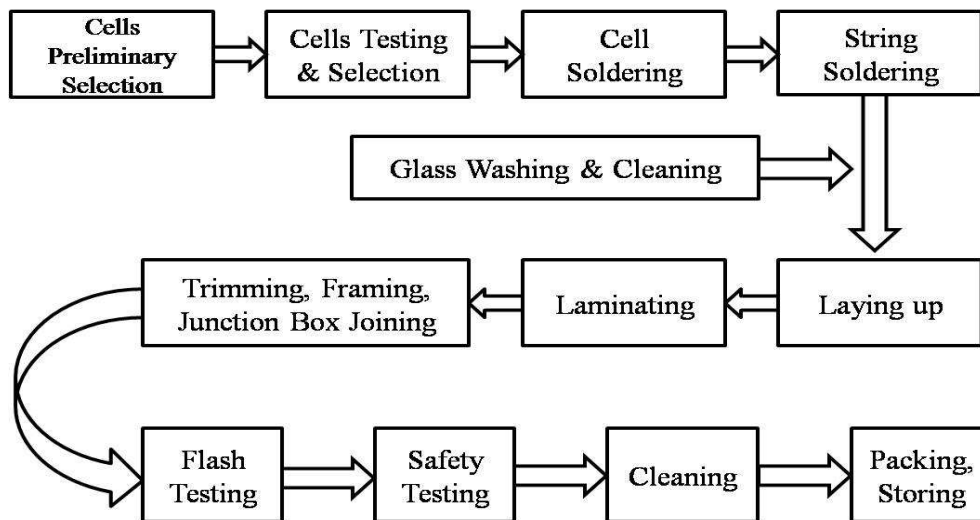 Cells
Preliminary
Selection
Cells Testing
& Selection
Cell
Soldering
String
Soldering
Glass Washing & Cleaning
Trimming, Framing,
Junction Box Joining
Laminating
Laying up
Flash
Testing
Safety
Testing
Cleaning
Packing,
Storing